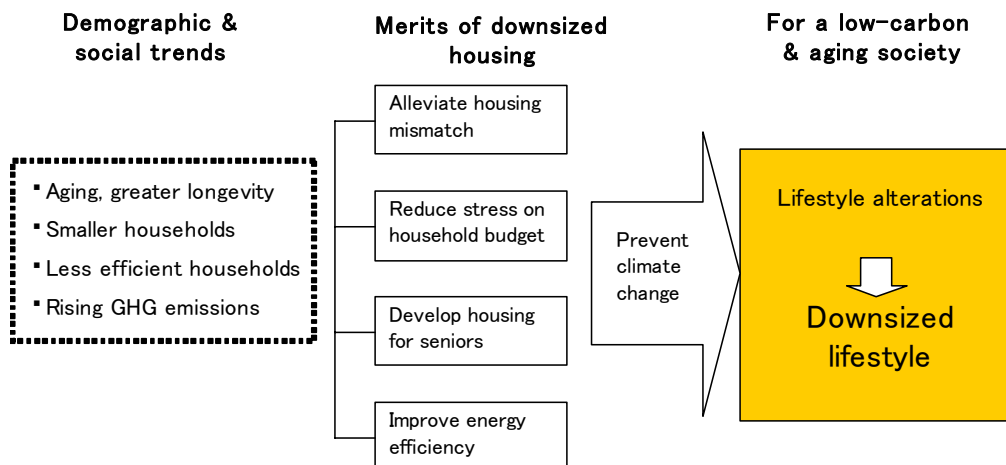 Demographic &
social trends
Merits of downsized
housing
For a low-carbon
& aging society
▪ Aging, greater longevity
▪ Smaller households
▪ Less efficient households
▪ Rising GHG emissions
Alleviate housing
mismatch
Reduce stress on
household budget
Develop housing
for seniors
Improve energy
efficiency
Prevent
climate
change
Lifestyle alterations
Downsized
lifestyle